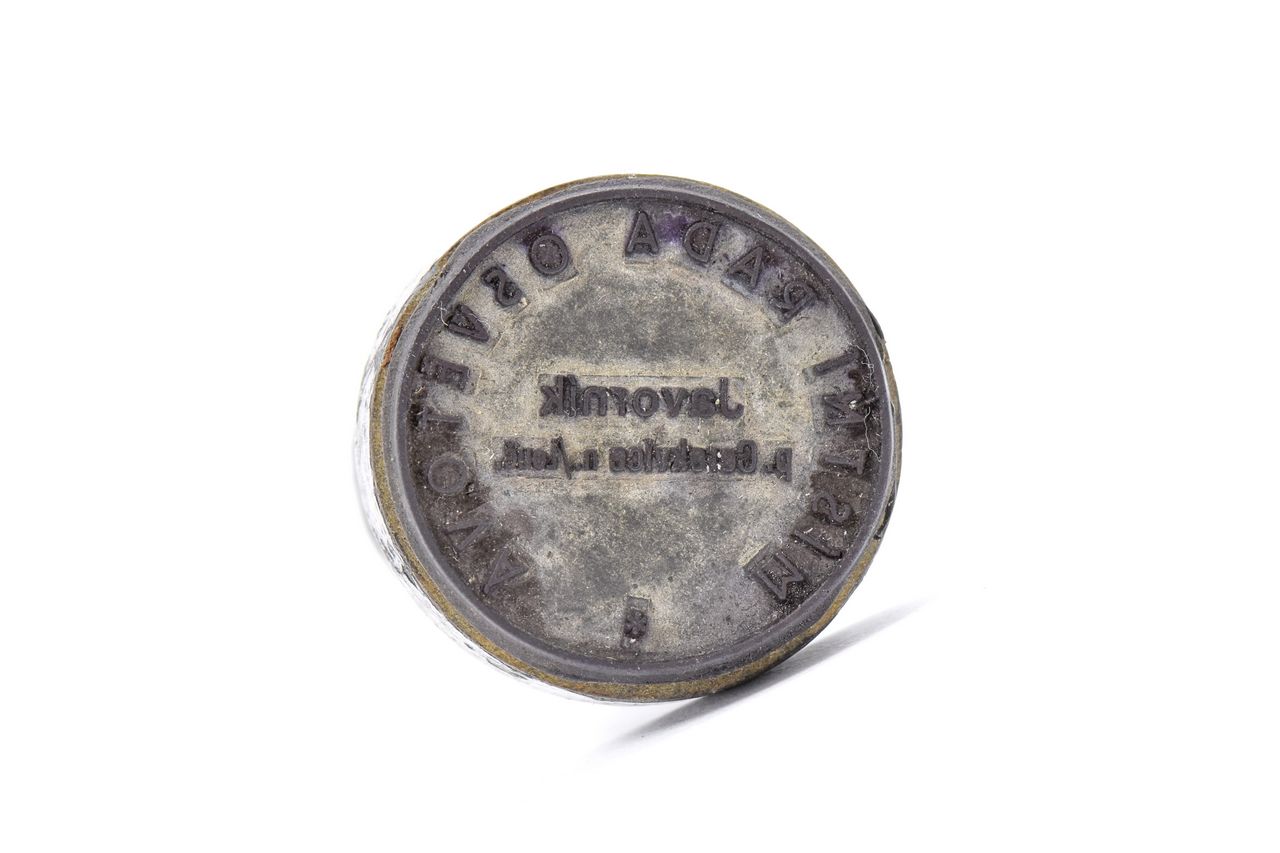 MÍSTNÍ RADA OSVĚTOVÁ
Javorník
p. Cerekvice n./Louč.
*